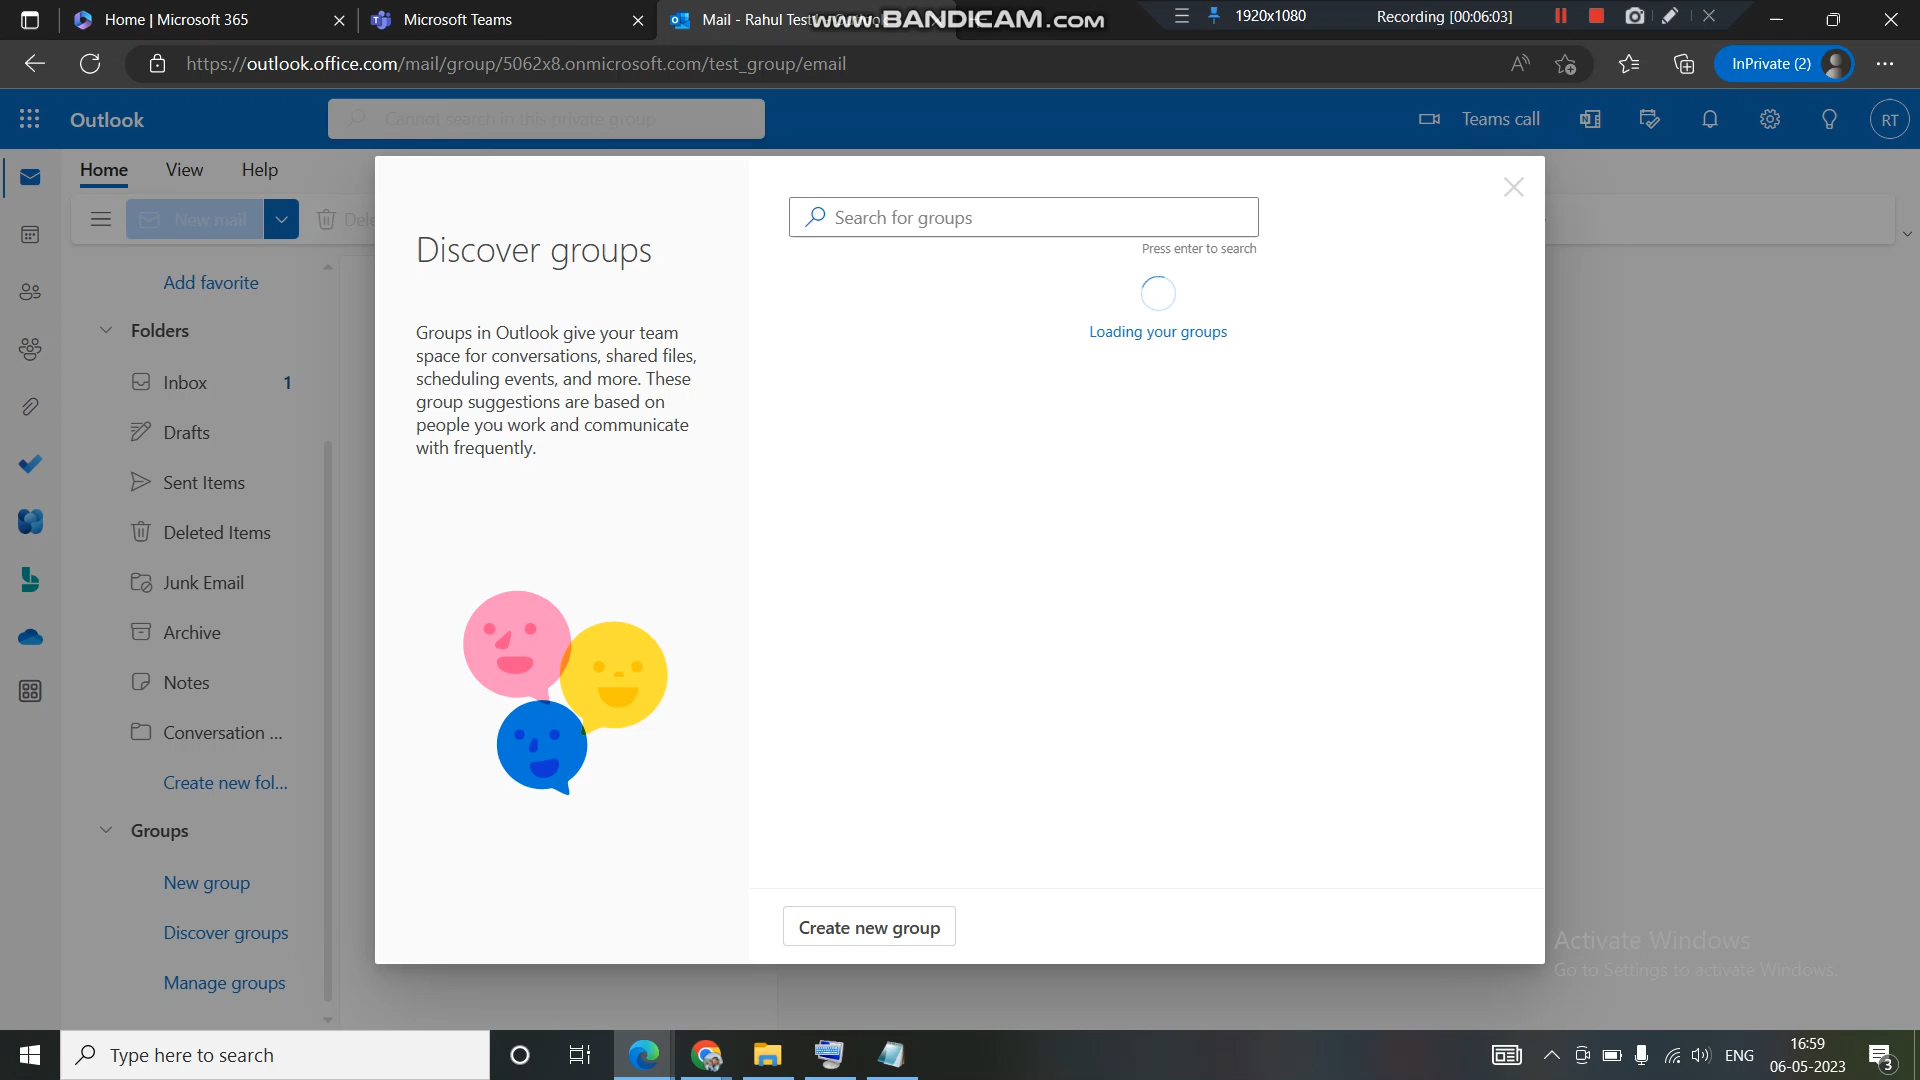 Home | Microsoft 365
Microsoft Teams
Mail - Rahul Test
www.BANDICAM.com
1920x1080
Recording [00:06:03]
https://outlook.office.com/mail/group/5062x8.onmicrosoft.com/test_group/email
InPrivate (2)
Outlook
Cannot search in this private group
Teams call
RT
Home
View
Help
New mail
Dele
Add favorite
Folders
Inbox
1
Drafts
Sent Items
Deleted Items
Junk Email
Archive
Notes
Conversation ...
Create new fol...
Groups
New group
Discover groups
Manage groups
Discover groups
Groups in Outlook give your team
space for conversations, shared files,
scheduling events, and more. These
group suggestions are based on
people you work and communicate
with frequently.
Search for groups
Press enter to search
Loading your groups
Create new group
Activate Windows
Go to Settings to activate Windows.
Type here to search
ENG
16:59
06-05-2023
3